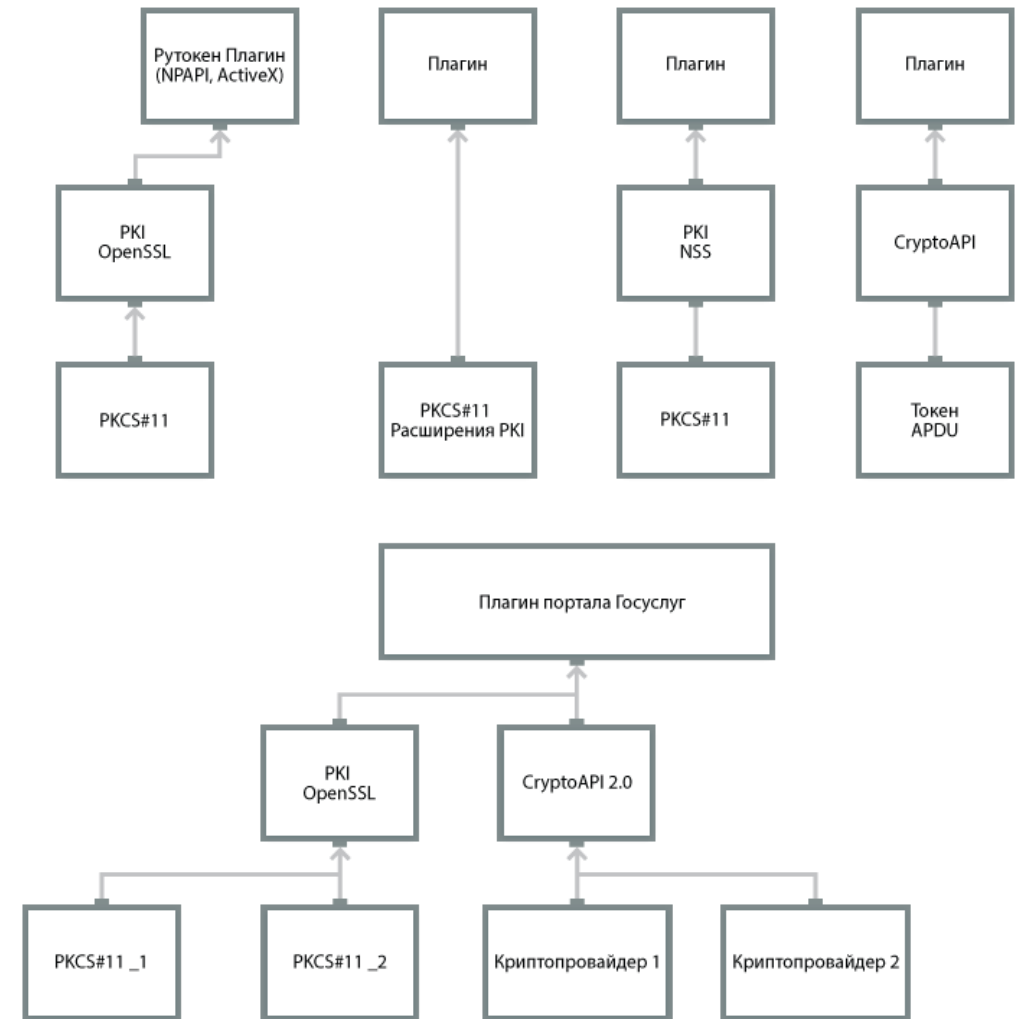 Рутокен Плагин
(NPAPI, ActiveX)
Плагин
Плагин
Плагин
PKI
OpenSSL
PKI
NSS
CryptoAPI
PKCS#11
PKCS#11
Расширения PKI
PKCS#11
Токен
APDU
Плагин портала Госуслуг
PKI
OpenSSL
CryptoAPI 2.0
PKCS#11 _1
PKCS#11 _2
Криптопровайдер 1
Криптопровайдер 2